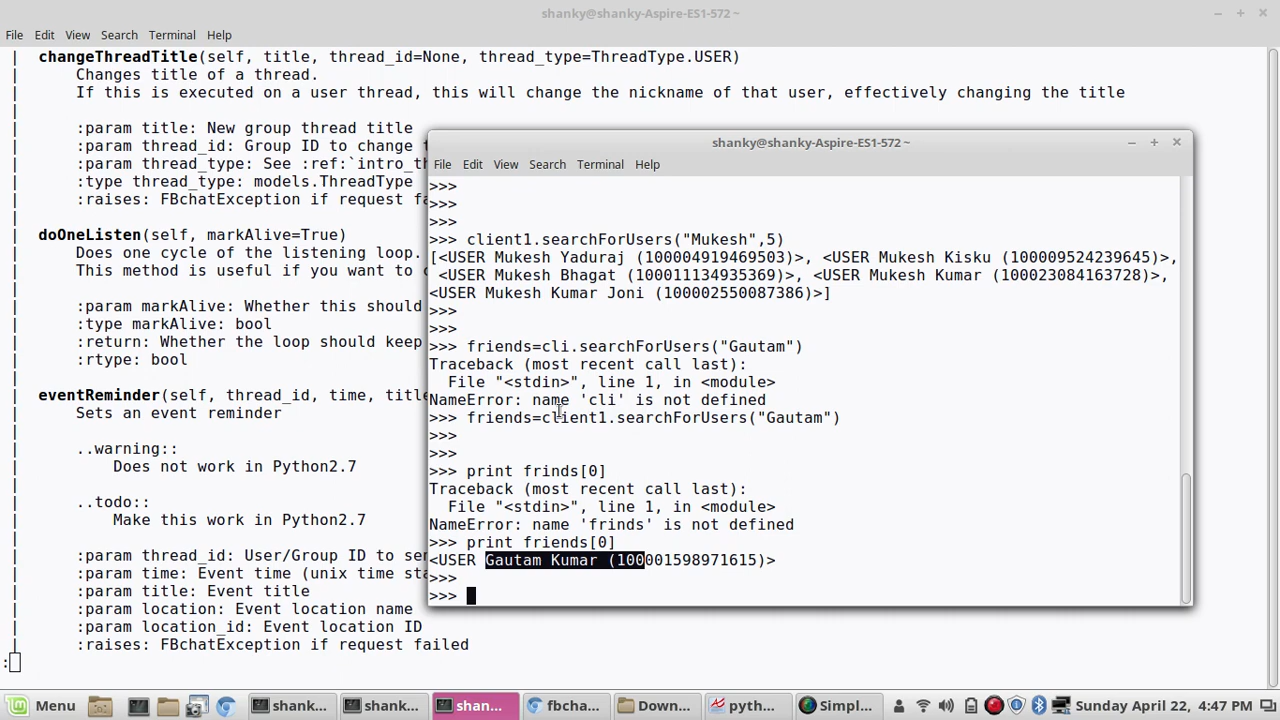 shanky@shanky-Aspire-ES1-572 ~
File Edit View Search Terminal Help
| changeThreadTitle(self, title, thread_id=None, thread_type=ThreadType.USER)
| Changes title of a thread.
| If this is executed on a user thread, this will change the nickname of that user, effectively changing the title
|
| :param title: New group thread title
| :param thread_id: Group ID to change
| :param thread_type: See :ref:`intro_th
| :type thread_type: models.ThreadType
| :raises: FBchatException if request fa
|
| doOneListen(self, markAlive=True)
| Does one cycle of the listening loop.
| This method is useful if you want to c
|
| :param markAlive: Whether this should
| :type markAlive: bool
| :return: Whether the loop should keep
| :rtype: bool
|
| eventReminder(self, thread_id, time, title
| Sets an event reminder
|
| ..warning::
| Does not work in Python2.7
|
| ..todo::
| Make this work in Python2.7
|
| :param thread_id: User/Group ID to sen
| :param time: Event time (unix time sta
| :param title: Event title
| :param location: Event location name
| :param location_id: Event location ID
| :raises: FBchatException if request failed
:
shanky@shanky-Aspire-ES1-572 ~
File Edit View Search Terminal Help
>>>
>>>
>>>
>>> client1.searchForUsers("Mukesh",5)
[<USER Mukesh Yaduraj (100004919469503)>, <USER Mukesh Kisku (100009524239645)>,
<USER Mukesh Bhagat (100011134935369)>, <USER Mukesh Kumar (100023084163728)>,
<USER Mukesh Kumar Joni (100002550087386)>]
>>>
>>>
>>> friends=cli.searchForUsers("Gautam")
Traceback (most recent call last):
File "<stdin>", line 1, in <module>
NameError: name 'cli' is not defined
>>> friends=client1.searchForUsers("Gautam")
>>>
>>>
>>> print frinds[0]
Traceback (most recent call last):
File "<stdin>", line 1, in <module>
NameError: name 'frinds' is not defined
>>> print friends[0]
<USER Gautam Kumar (100001598971615)>
>>>
>>>
Menu shank... shank... shan... fbcha... Down... pyth... Simpl... Sunday April 22, 4:47 PM